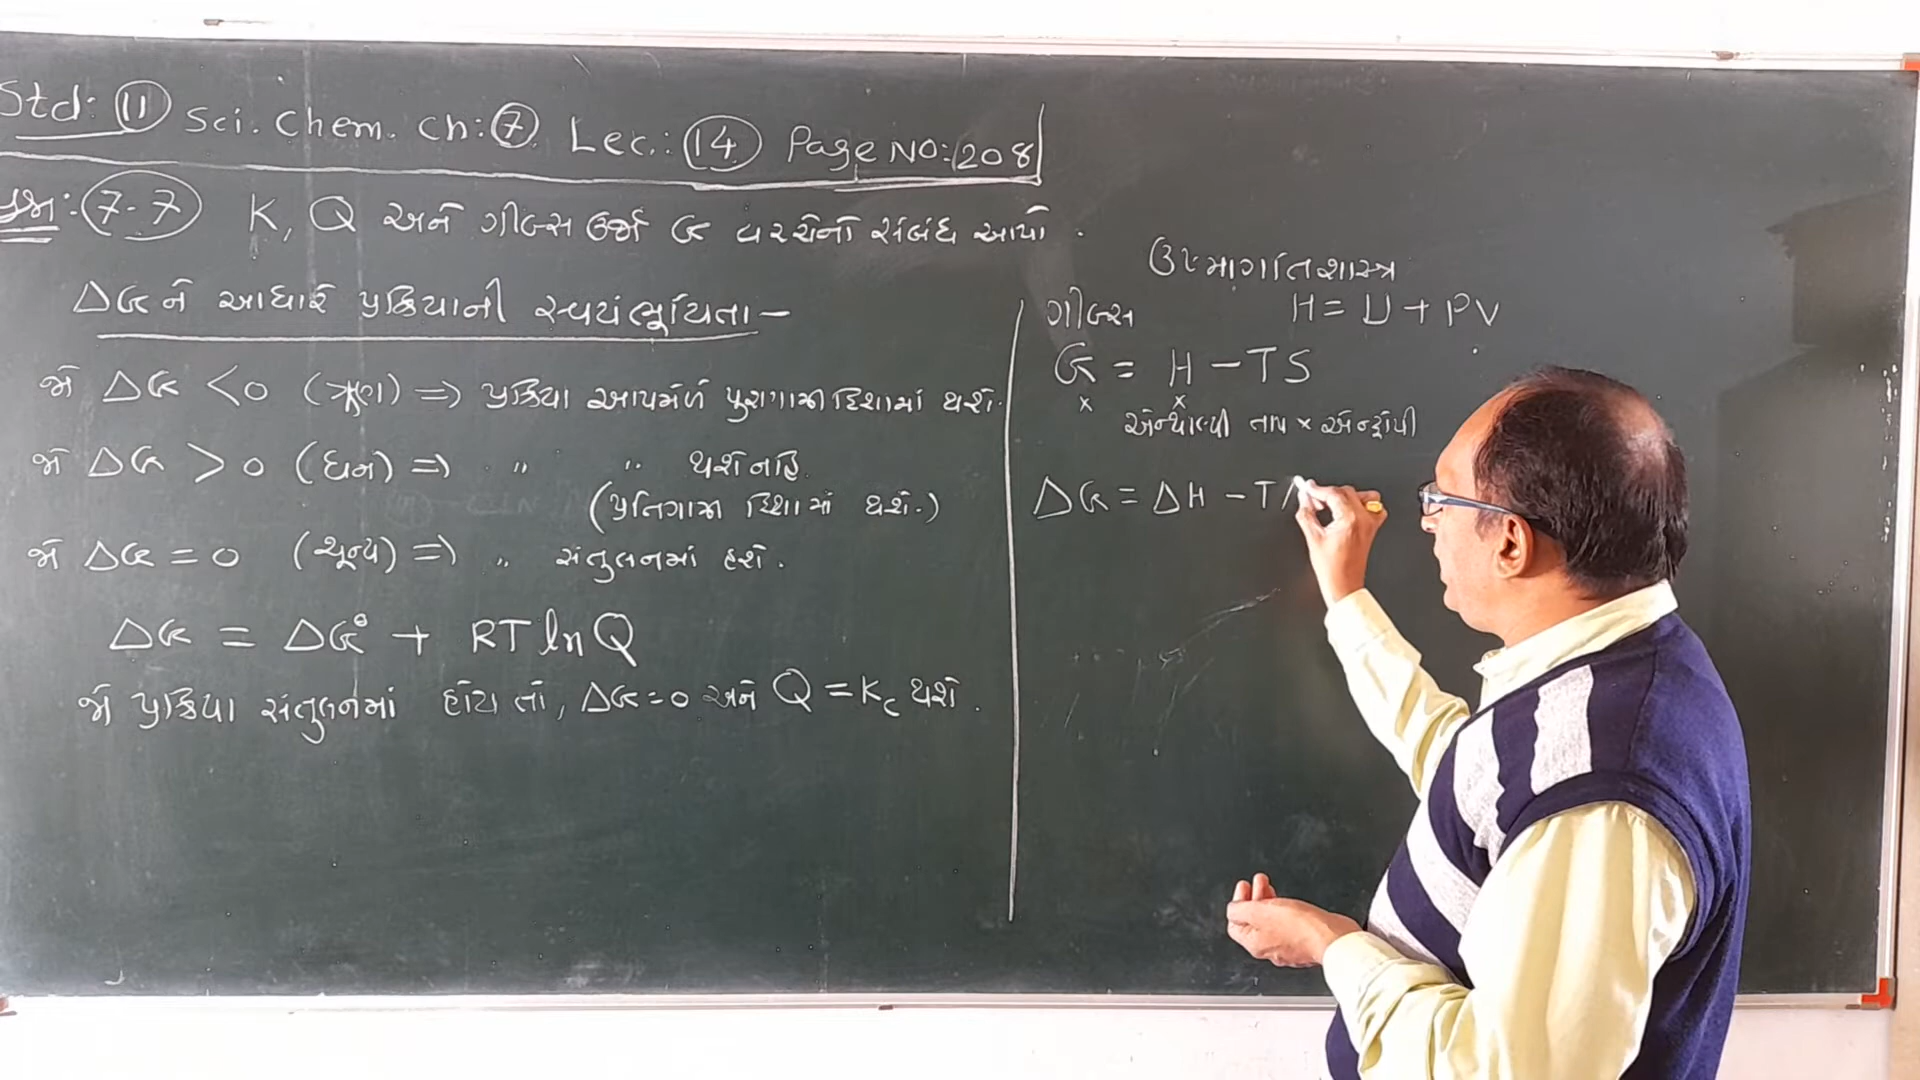 Std: 11 Sci. Chem. Ch: 7 Lec.: 14 Page NO: 208
પ્રશ્ન: 7-7 K, Q અને ગીબ્સ ઉર્જા G વચ્ચેનો સંબંધ આપો.
ΔG ને આધારે પ્રક્રિયાની સ્વયંભૂયિતા -
જો ΔG < 0 (ઋણ) ⇒ પ્રક્રિયા આપમેળે પુરોગામી દિશામાં થશે.
જો ΔG > 0 (ધન) ⇒ " " થશે નહિ.
(પ્રતિગામી દિશામાં થશે.)
જો ΔG = 0 (શૂન્ય) ⇒ " સંતુલનમાં હશે.
ΔG = ΔG° + RT ln Q
જો પ્રક્રિયા સંતુલનમાં હોય તો, ΔG = 0 અને Q = Kc થશે.
ઉષ્માગતિશાસ્ત્ર
ગીબ્સ H = U + PV
G = H - TS
x x
એન્થાલ્પી તાપ x એન્ટ્રોપી
ΔG = ΔH - TΔ